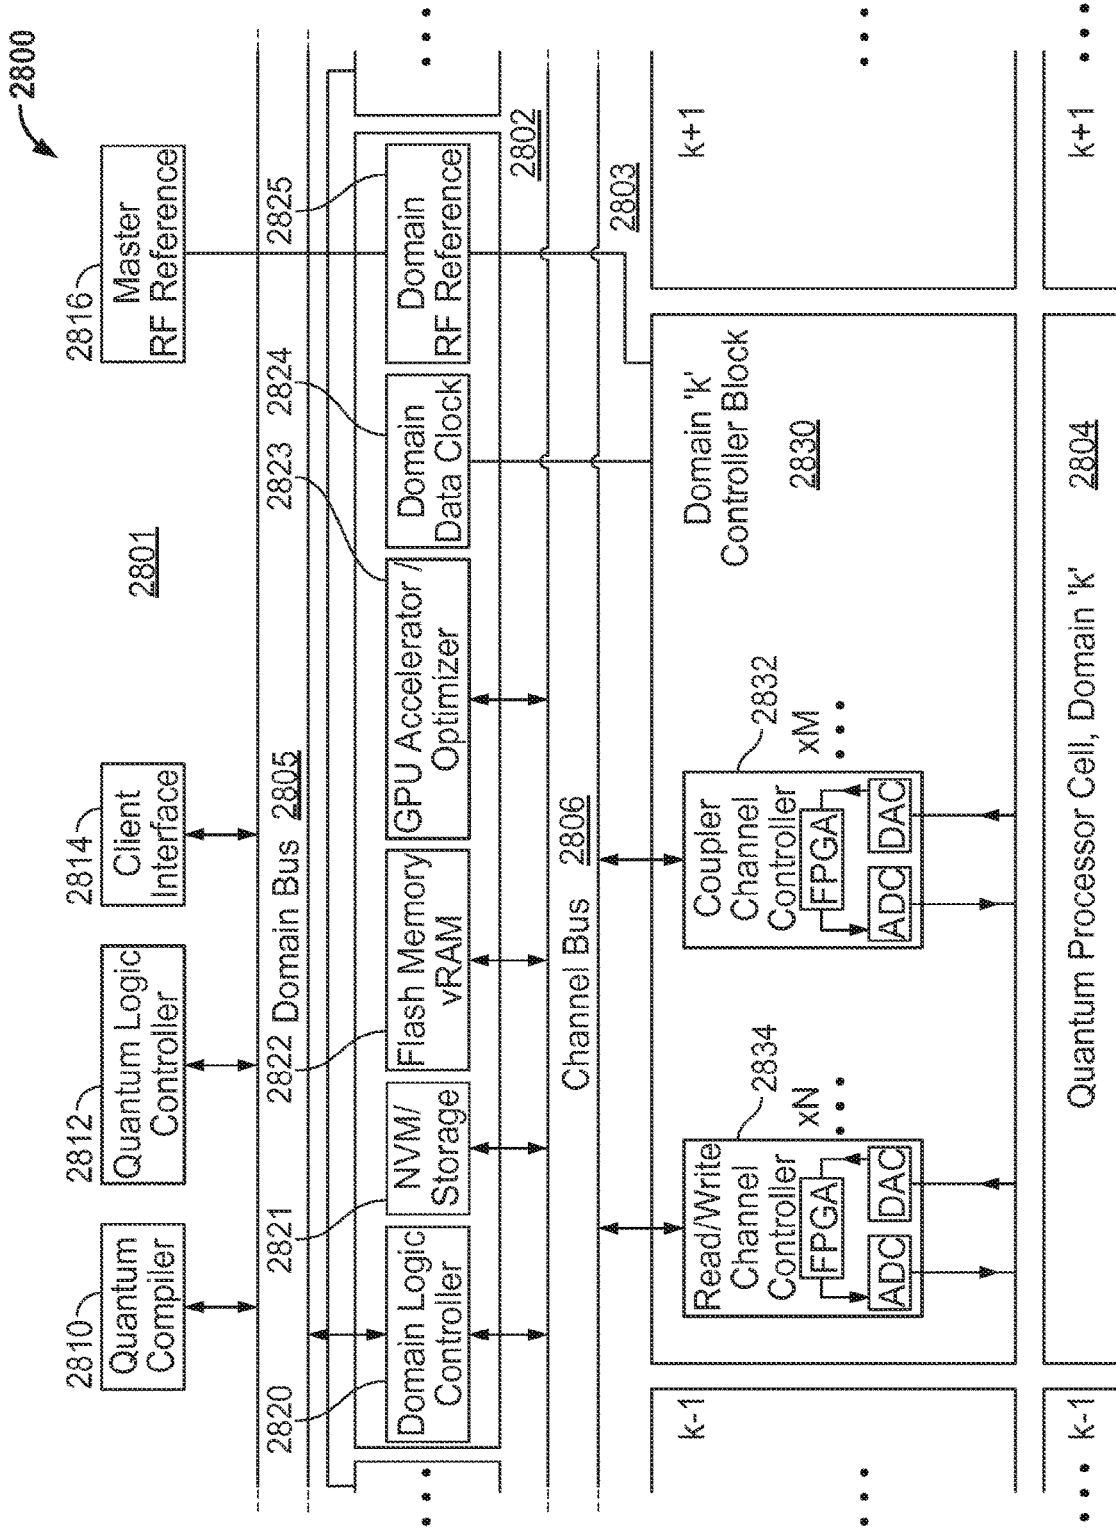 2800
2810
Quantum
Compiler
2812
Quantum Logic
Controller
2814
Client
Interface
2801
2816
Master
RF Reference
Domain Bus 2805
2820
2821
2822
2823
2824
2825
Domain Logic
Controller
NVM/
Storage
Flash Memory
vRAM
GPU Accelerator /
Optimizer
Domain
Data Clock
Domain
RF Reference
2802
Channel Bus 2806
2803
k-1
Read/Write
Channel
Controller
FPGA
ADC
DAC
2834
xN
Coupler
Channel
Controller
FPGA
ADC
DAC
2832
xM
Domain 'k'
Controller Block
2830
k+1
k-1
Quantum Processor Cell, Domain 'k' 2804
k+1